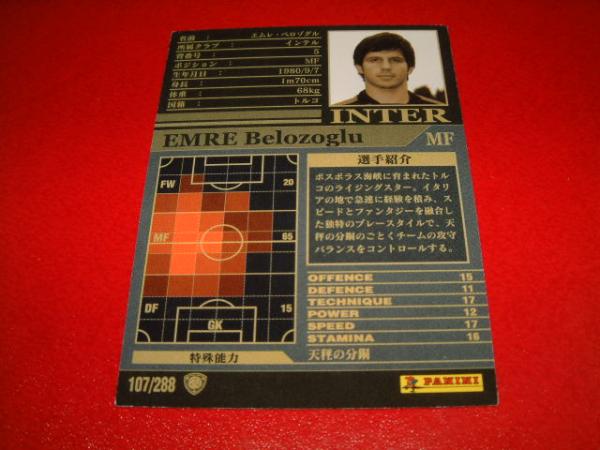 名前 : エムレ・ベロゾグル
所属クラブ : インテル
背番号 : 5
ポジション : MF
生年月日 : 1980/9/7
身長 : 1m70cm
体重 : 68kg
国籍 : トルコ
INTER
EMRE Belozoglu MF
選手紹介
ボスポラス海峡に育まれたトル
コのライジングスター。イタリ
アの地で急速に経験を積み、ス
ピードとファンタジーを融合し
た独特のプレースタイルで、天
秤の分銅のごとくチームの攻守
バランスをコントロールする。
FW 20
MF 65
DF 15
GK
OFFENCE 15
DEFENCE 11
TECHNIQUE 17
POWER 12
SPEED 17
STAMINA 16
特殊能力 天秤の分銅
107/288
PANINI